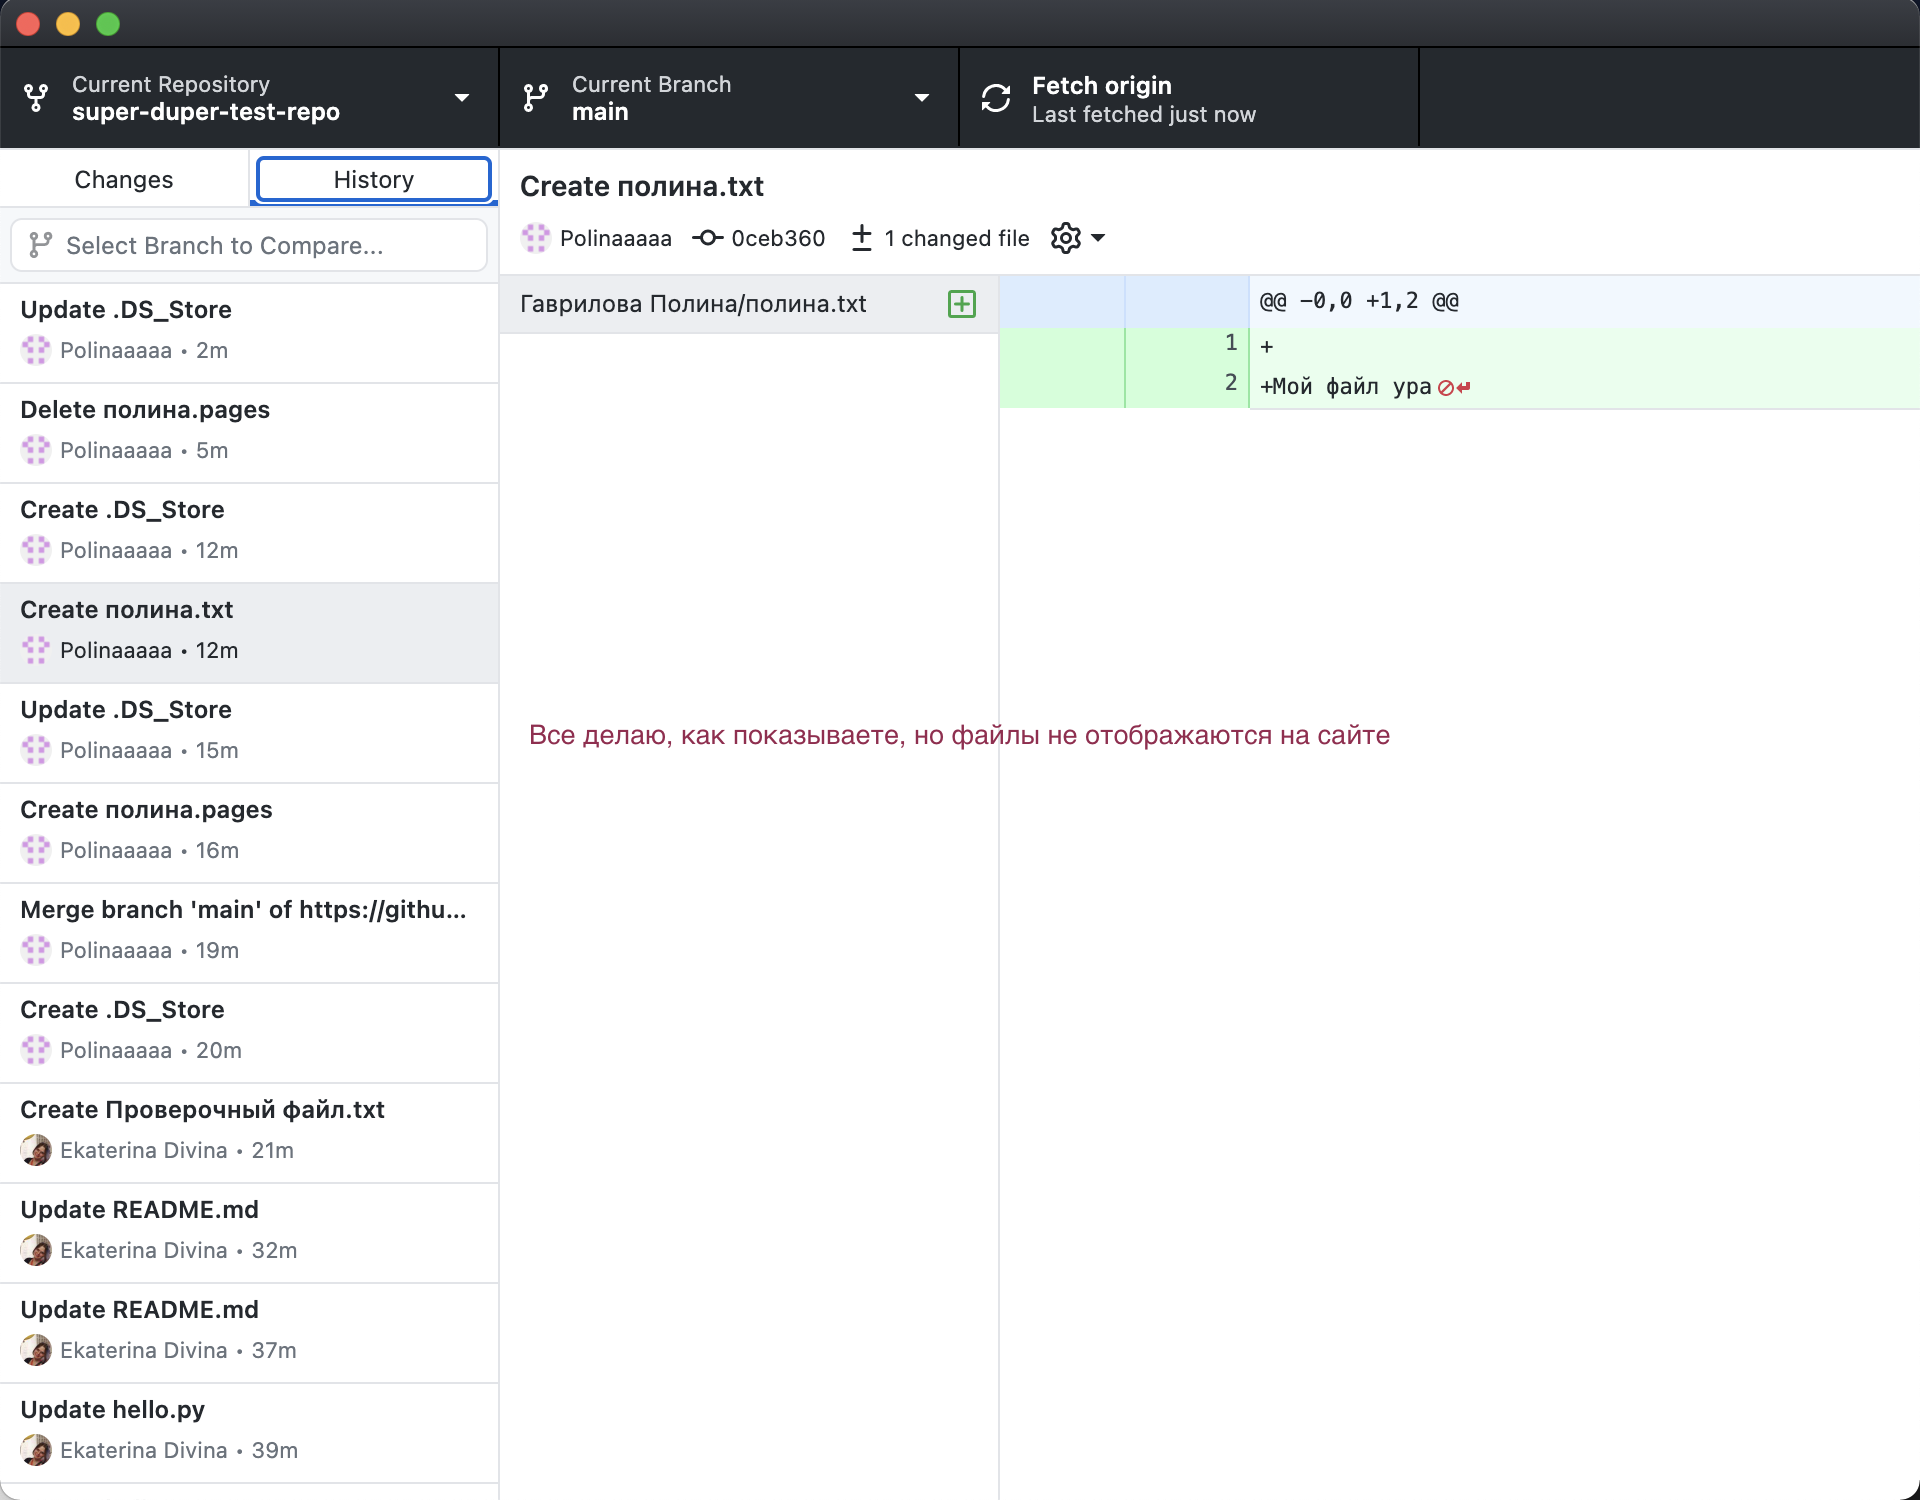 Current Repository
super-duper-test-repo
Current Branch
main
Fetch origin
Last fetched just now
Changes
History
Select Branch to Compare...
Update .DS_Store
Polinaaaaa • 2m
Delete полина.pages
Polinaaaaa • 5m
Create .DS_Store
Polinaaaaa • 12m
Create полина.txt
Polinaaaaa • 12m
Update .DS_Store
Polinaaaaa • 15m
Create полина.pages
Polinaaaaa • 16m
Merge branch 'main' of https://githu...
Polinaaaaa • 19m
Create .DS_Store
Polinaaaaa • 20m
Create Проверочный файл.txt
Ekaterina Divina • 21m
Update README.md
Ekaterina Divina • 32m
Update README.md
Ekaterina Divina • 37m
Update hello.py
Ekaterina Divina • 39m
Create полина.txt
Polinaaaaa 0ceb360 1 changed file
Гаврилова Полина/полина.txt
@@ -0,0 +1,2 @@
1 +
2 +Мой файл ура
Все делаю, как показываете, но файлы не отображаются на сайте